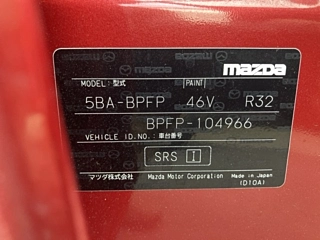 mazda
MODEL: 型式 PAINT
5BA-BPFP 46V R32
BPFP-104966
VEHICLE ID.NO.: 車台番号
SRS I
マツダ株式会社 Mazda Motor Corporation Made in Japan
(D10A)